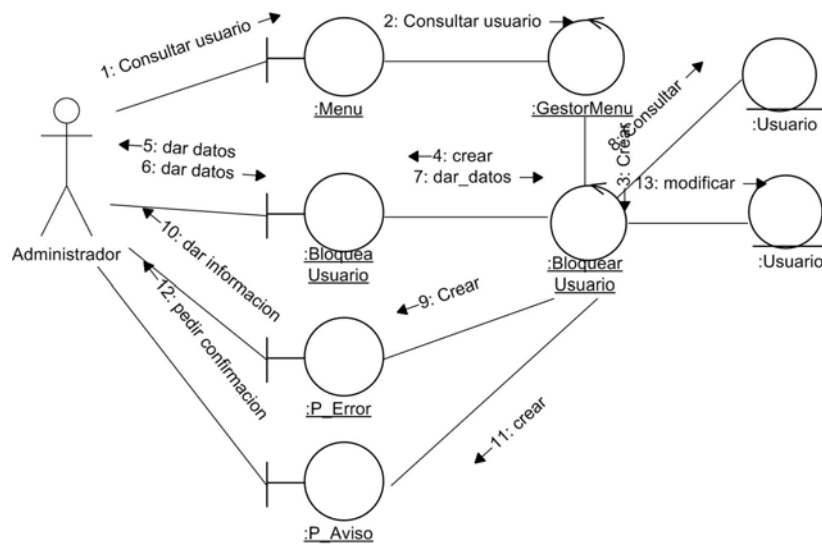 1: Consultar usuario
2: Consultar usuario
:Menu
:GestorMenu
8: Consultar
:Usuario
3: Crear
5: dar datos
6: dar datos
4: crear
7: dar_datos
13: modificar
Administrador
:Bloquea
Usuario
:Bloquear
Usuario
:Usuario
10: dar informacion
12: pedir confirmacion
9: Crear
:P_Error
11: crear
:P_Aviso